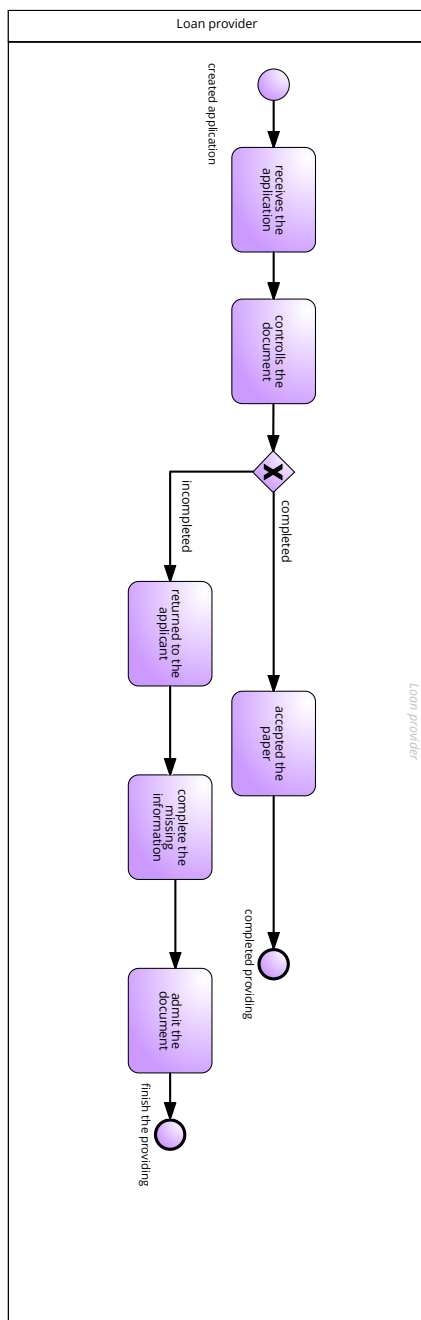 Loan provider
created application
receives the
application
controlls the
document
completed
incompleted
returned to the
applicant
Loan provider
accepted the
paper
complete the
missing
information
completed providing
admit the
document
finish the providing